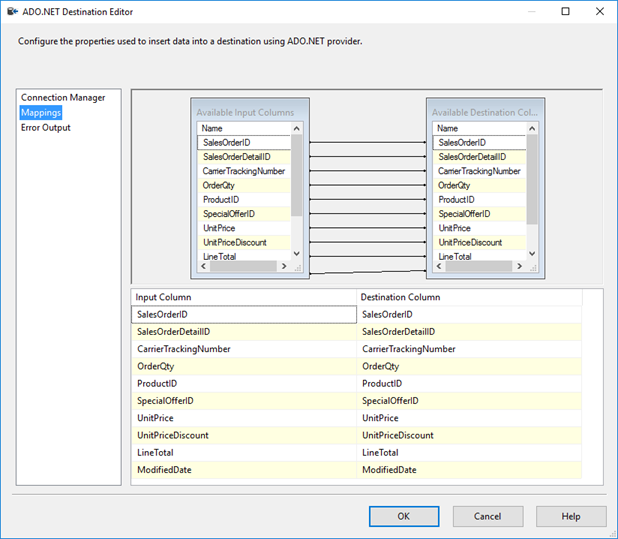 ADO.NET Destination Editor
Configure the properties used to insert data into a destination using ADO.NET provider.
Connection Manager
Mappings
Error Output
Available Input Columns
Name
SalesOrderID
SalesOrderDetailID
CarrierTrackingNumber
OrderQty
ProductID
SpecialOfferID
UnitPrice
UnitPriceDiscount
LineTotal
Available Destination Col...
Name
SalesOrderID
SalesOrderDetailID
CarrierTrackingNumber
OrderQty
ProductID
SpecialOfferID
UnitPrice
UnitPriceDiscount
LineTotal
Input Column Destination Column
SalesOrderID SalesOrderID
SalesOrderDetailID SalesOrderDetailID
CarrierTrackingNumber CarrierTrackingNumber
OrderQty OrderQty
ProductID ProductID
SpecialOfferID SpecialOfferID
UnitPrice UnitPrice
UnitPriceDiscount UnitPriceDiscount
LineTotal LineTotal
ModifiedDate ModifiedDate
OK Cancel Help